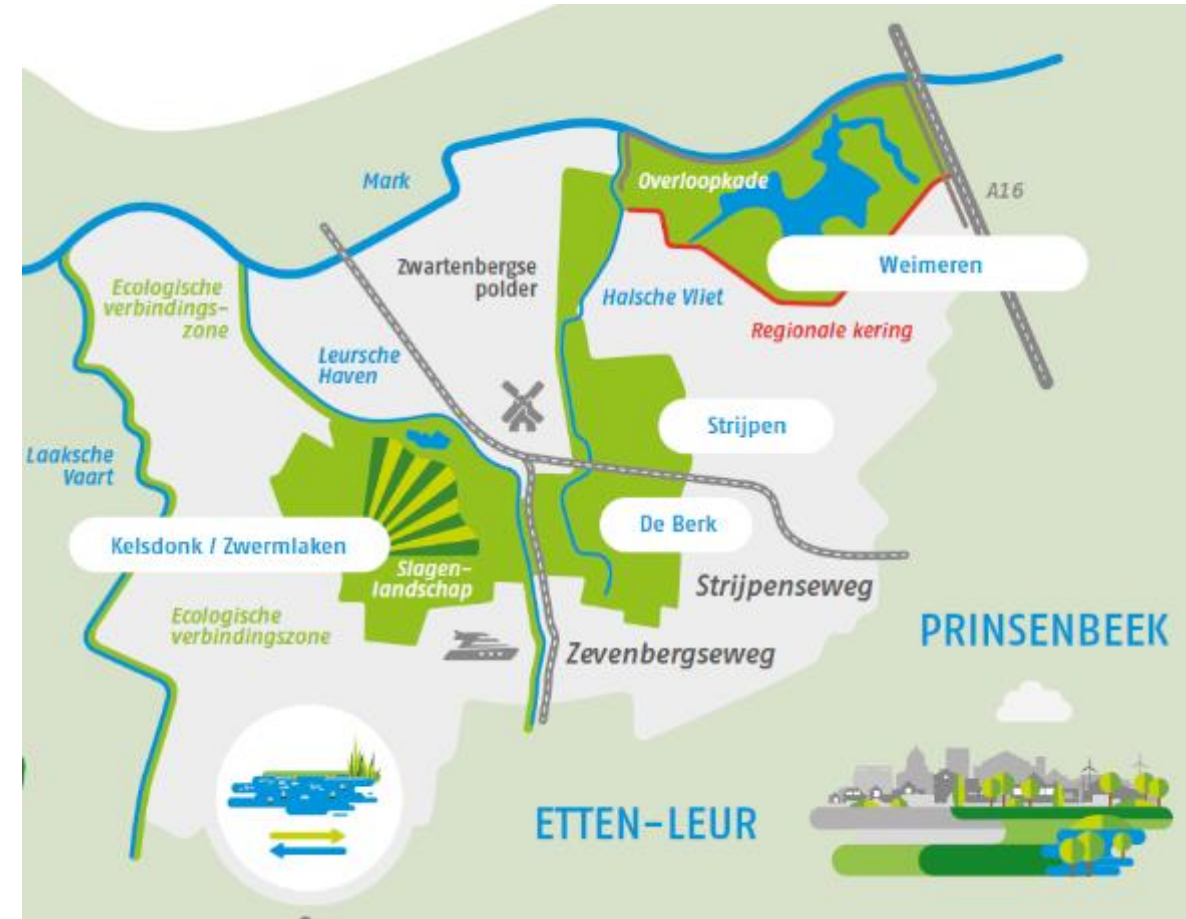 Mark
Overloopkade
A16
Zwartenbergse
polder
Weimeren
Ecologische
verbindings-
zone
Halsche Vliet
Regionale kering
Leursche
Haven
Strijpen
Laaksche
Vaart
De Berk
Kelsdonk / Zwermlaken
Slagen-
landschap
Strijpenseweg
Ecologische
verbindingszone
PRINSENBEEK
Zevenbergseweg
ETTEN-LEUR